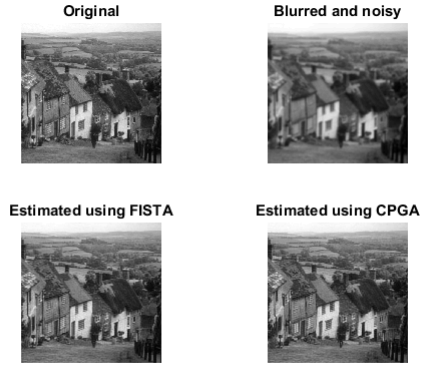 Original
Blurred and noisy
Estimated using FISTA
Estimated using CPGA